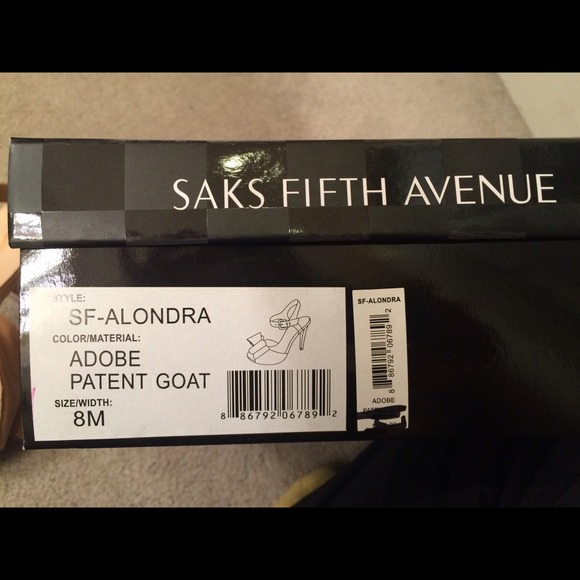 SAKS FIFTH AVENUE
STYLE:
SF-ALONDRA
COLOR/MATERIAL:
ADOBE
PATENT GOAT
SIZE/WIDTH:
8M
8 86792 06789 2
SF-ALONDRA
8 86792 06789 2
ADOBE